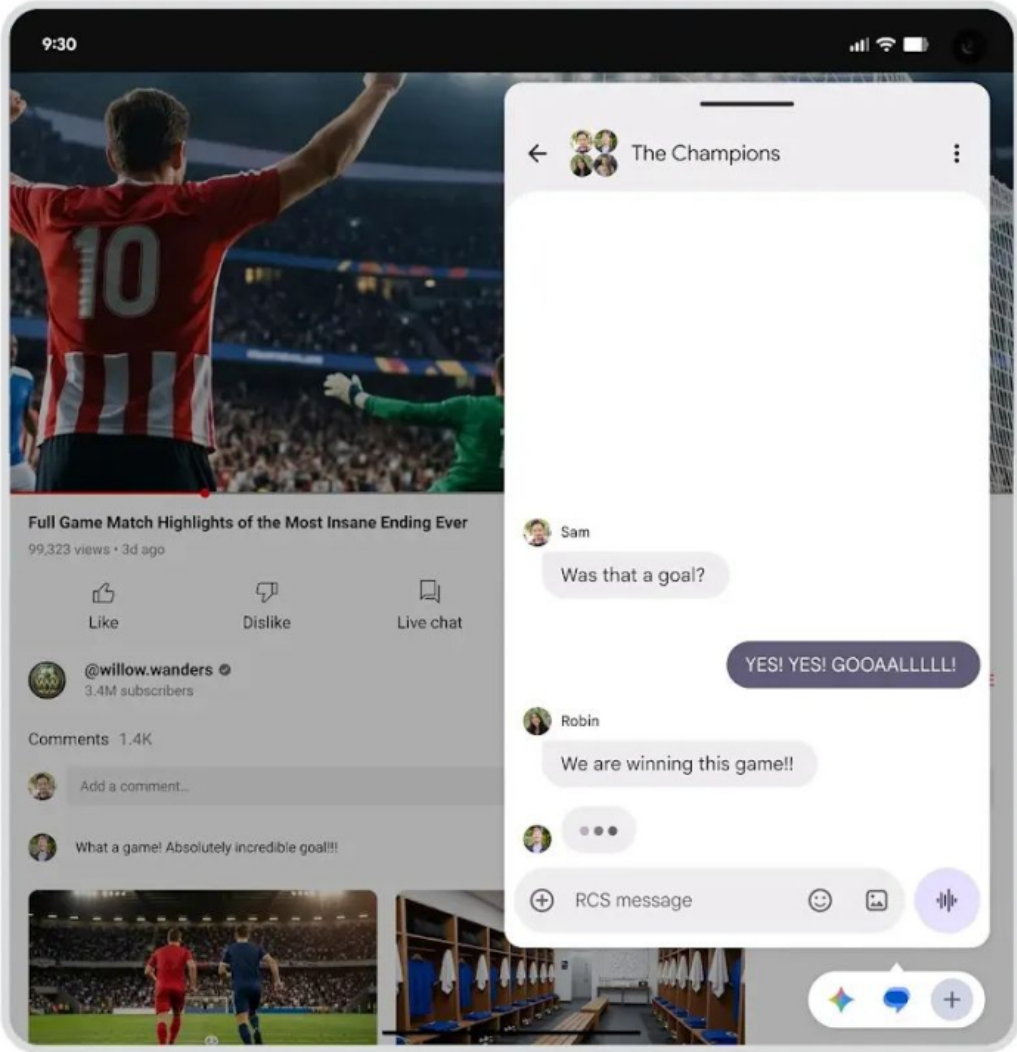 9:30
10
Full Game Match Highlights of the Most Insane Ending Ever
99,323 views • 3d ago
Like
Dislike
Live chat
@willow.wanders
3.4M subscribers
Comments 1.4K
Add a comment...
What a game! Absolutely incredible goal!!!
The Champions
Sam
Was that a goal?
YES! YES! GOOAALLLLL!
Robin
We are winning this game!!
RCS message